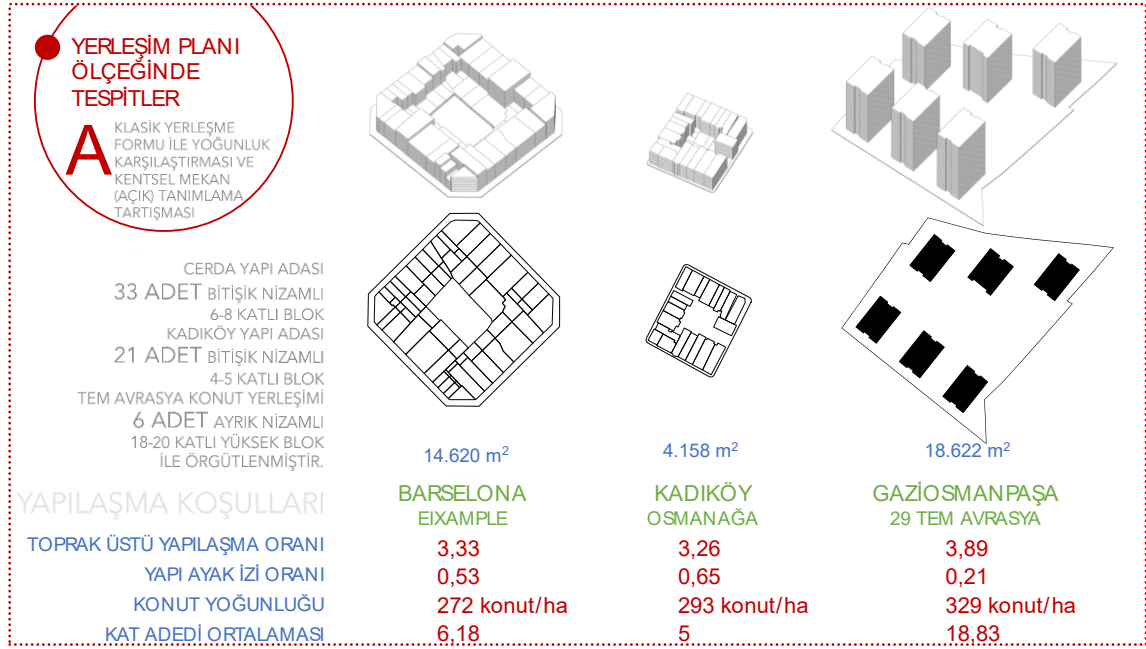 YERLEŞİM PLANI
ÖLÇEĞİNDE
TESPİTLER
A
KLASİK YERLEŞME
FORMU İLE YOĞUNLUK
KARŞILAŞTIRMASI VE
KENTSEL MEKAN
(AÇIK) TANIMLAMA
TARTIŞMASI
CERDA YAPI ADASI
33 ADET BİTİŞİK NİZAMLI
6-8 KATLI BLOK
KADIKÖY YAPI ADASI
21 ADET BİTİŞİK NİZAMLI
4-5 KATLI BLOK
TEM AVRASYA KONUT YERLEŞİMİ
6 ADET AYRIK NİZAMLI
18-20 KATLI YÜKSEK BLOK
İLE ÖRGÜTLENMİŞTİR.
14.620 m² 4.158 m² 18.622 m²
YAPILAŞMA KOŞULLARI
BARSELONA KADIKÖY GAZİOSMANPAŞA
EIXAMPLE OSMANAĞA 29 TEM AVRASYA
TOPRAK ÜSTÜ YAPILAŞMA ORANI 3,33 3,26 3,89
YAPI AYAK İZİ ORANI 0,53 0,65 0,21
KONUT YOĞUNLUĞU 272 konut/ha 293 konut/ha 329 konut/ha
KAT ADEDİ ORTALAMASI 6,18 5 18,83